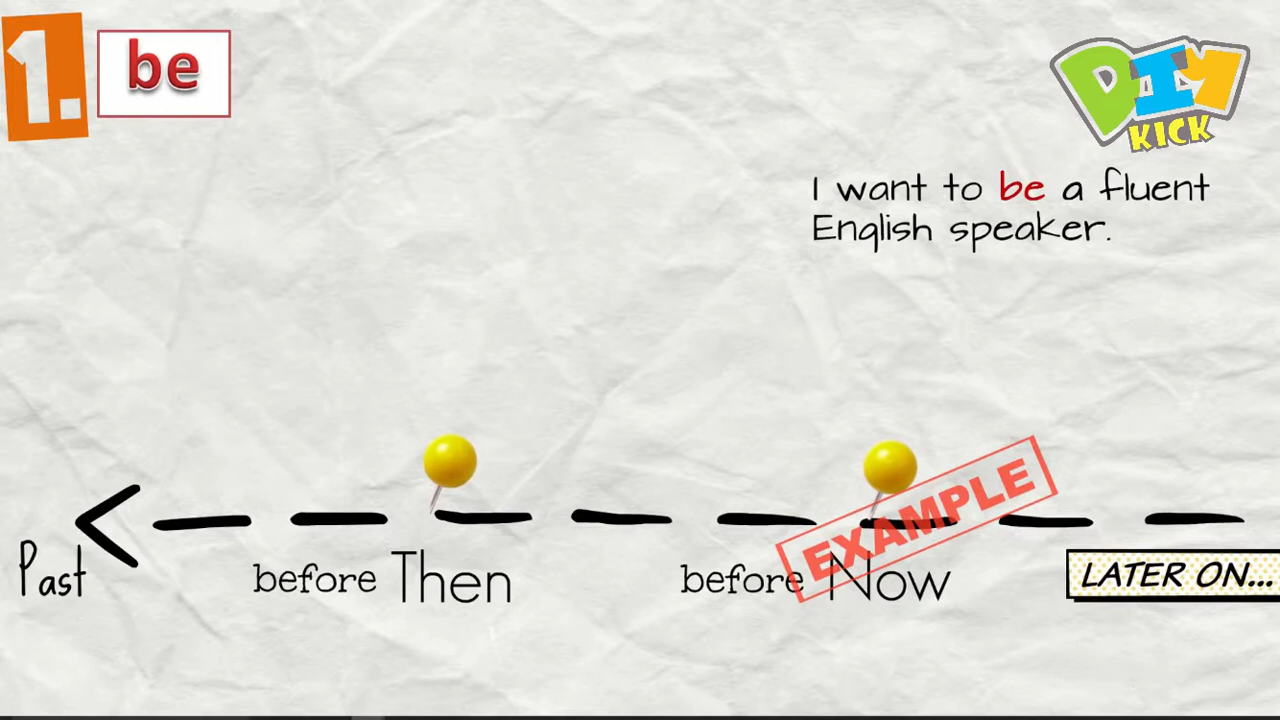 1.
be
DIY
KICK
I want to be a fluent
English speaker.
EXAMPLE
Past
before Then
before Now
LATER ON...